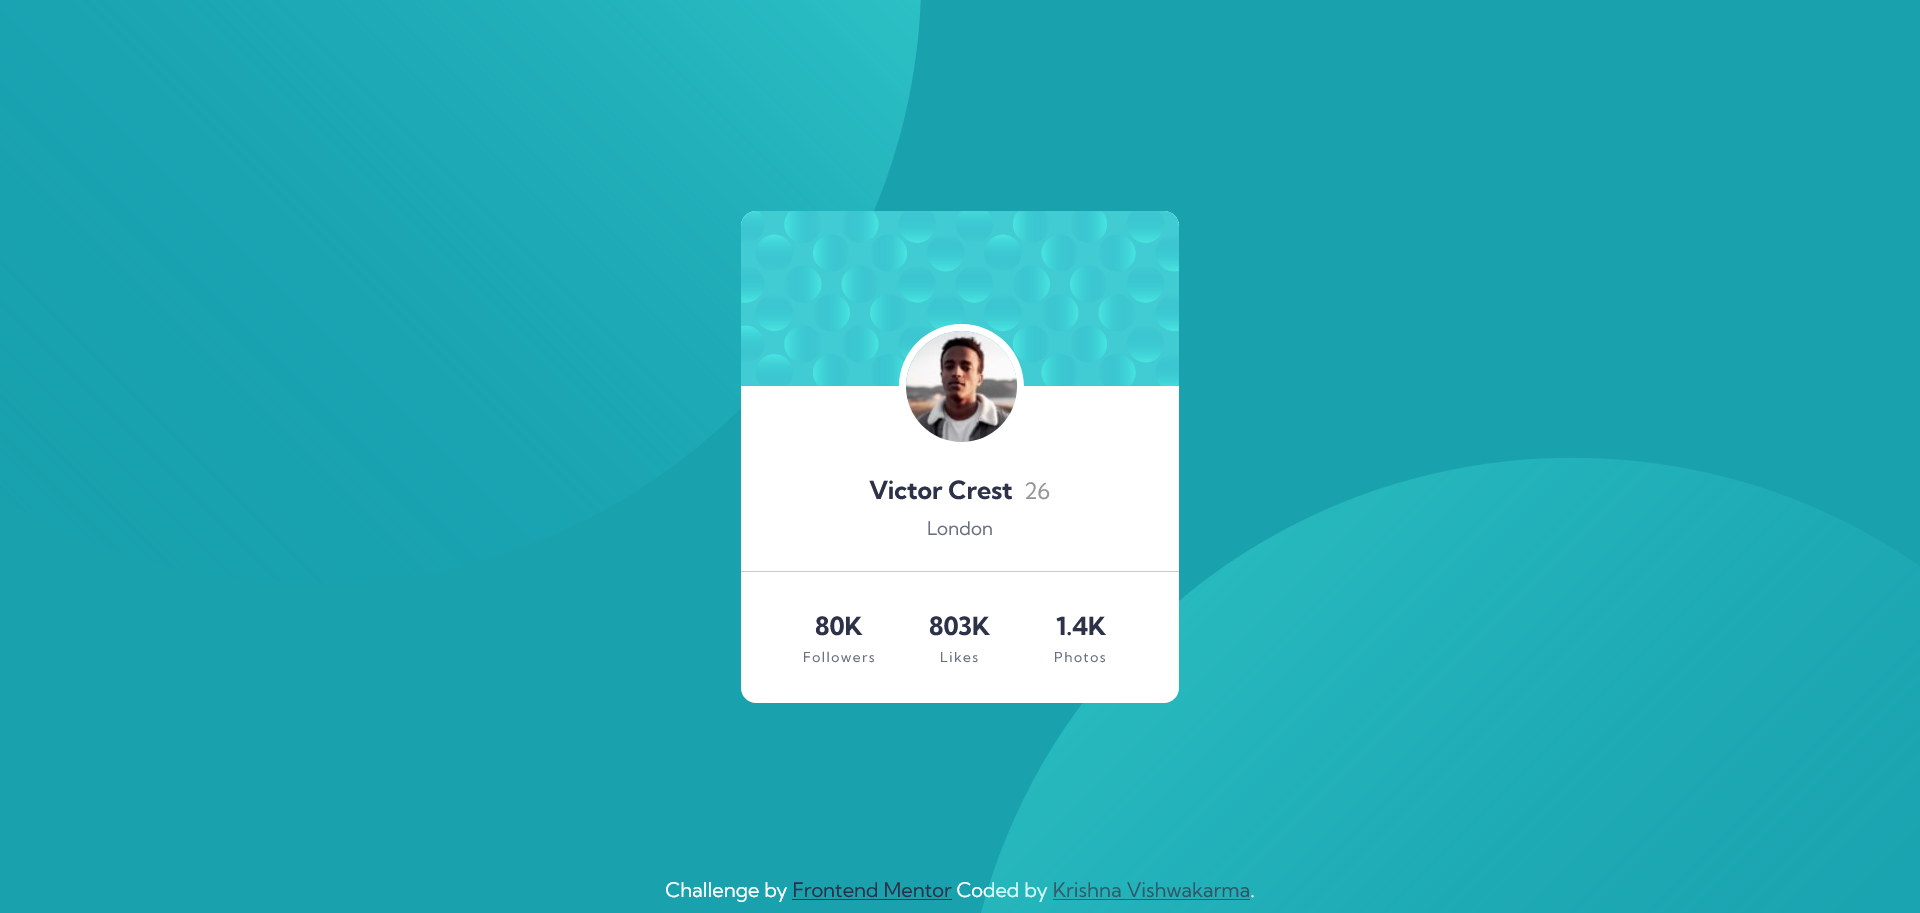 Victor Crest 26
London
80K 803K 1.4K
Followers Likes Photos
Challenge by Frontend Mentor Coded by Krishna Vishwakarma.